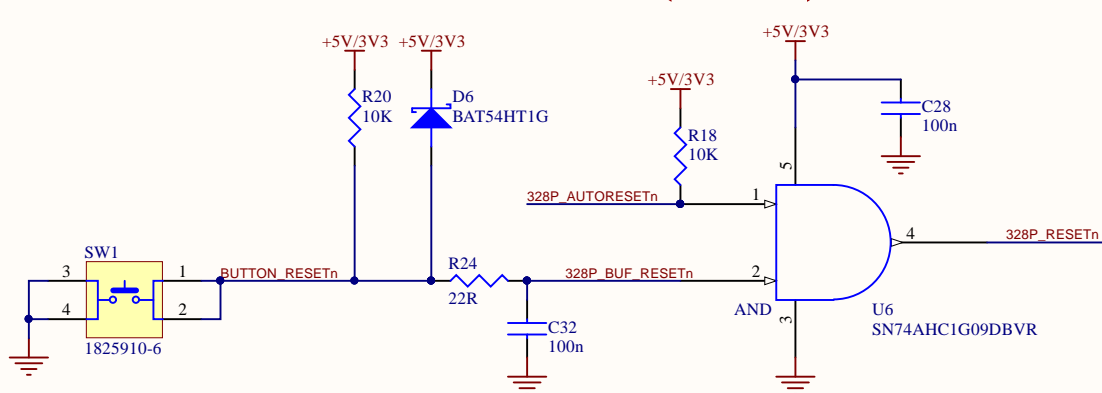 +5V/3V3
+5V/3V3
+5V/3V3
+5V/3V3
R20
10K
D6
BAT54HT1G
C28
100n
R18
10K
5
328P_AUTORESETn
1
4
328P_RESETn
SW1
3
1
BUTTON_RESETn
R24
22R
328P_BUF_RESETn
2
4
2
AND
3
U6
SN74AHC1G09DBVR
C32
100n
1825910-6